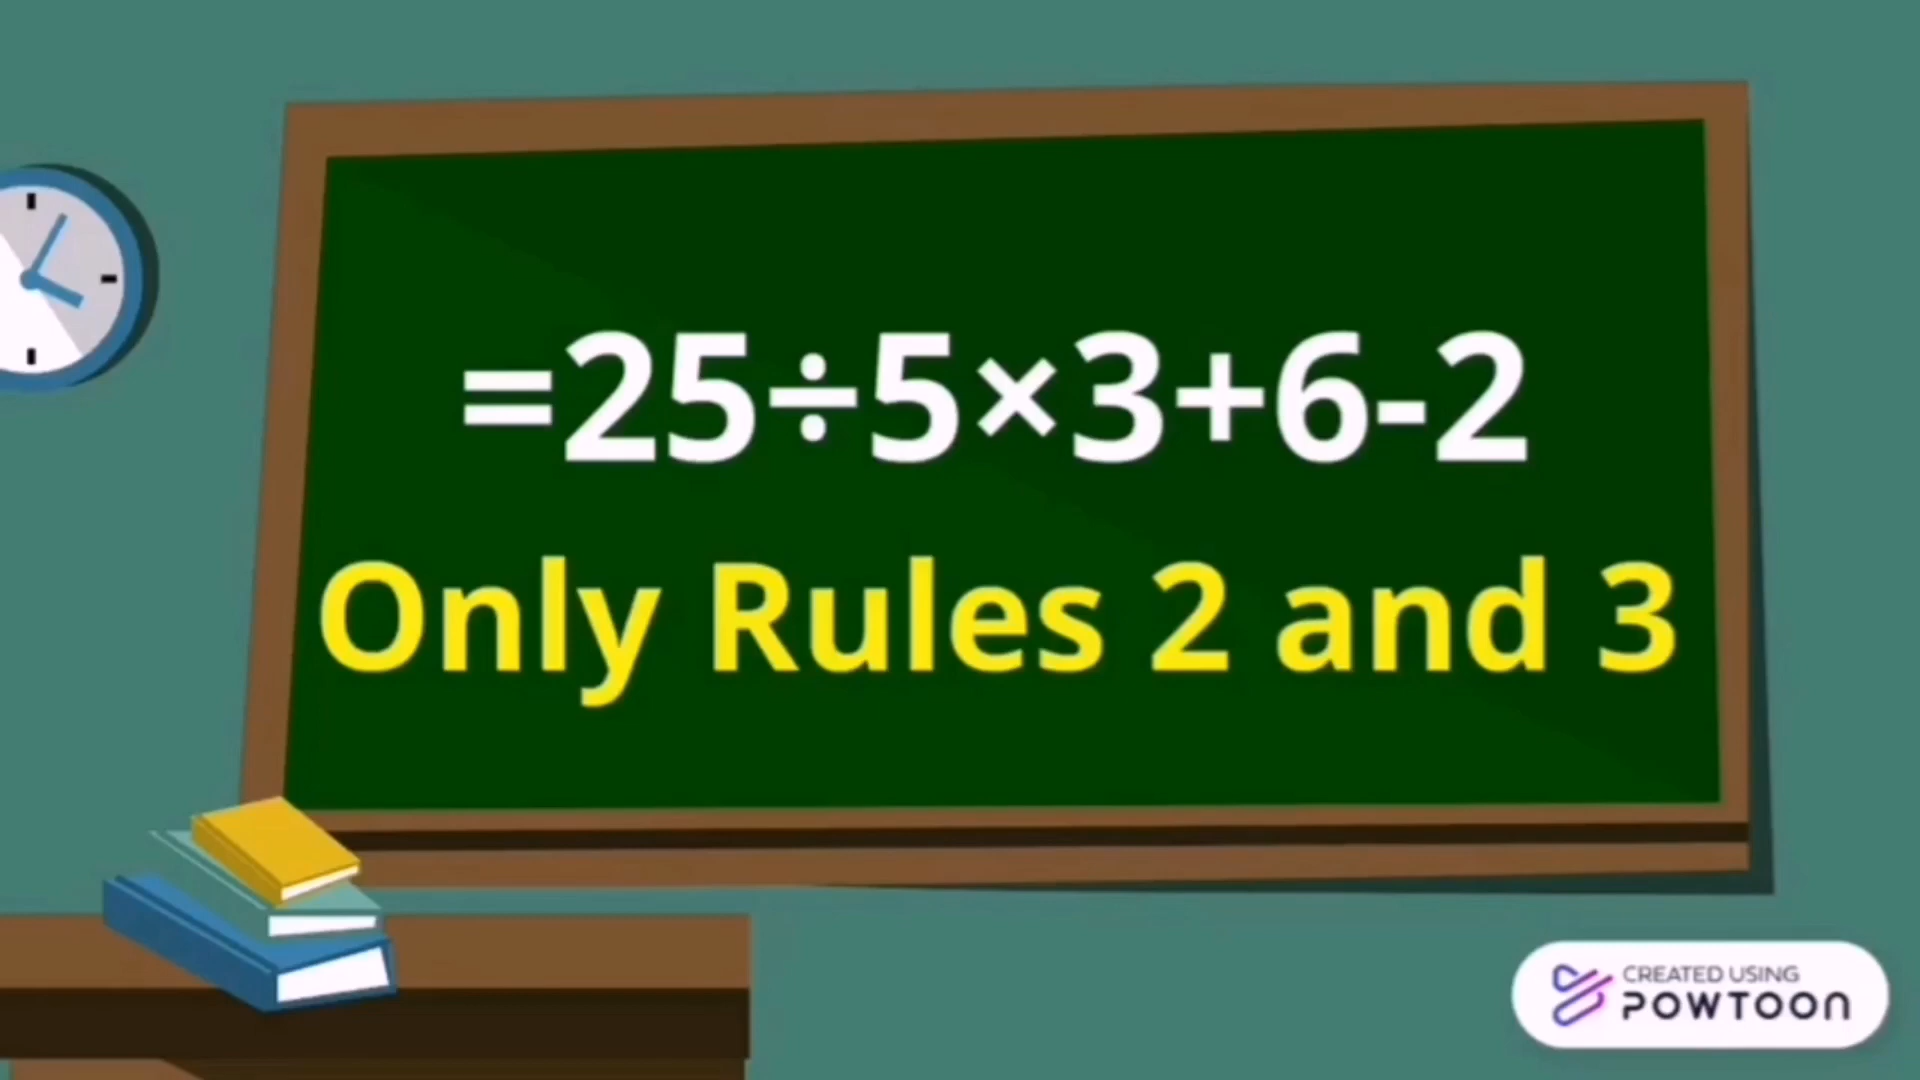 =25÷5×3+6-2
Only Rules 2 and 3
CREATED USING
POWTOON